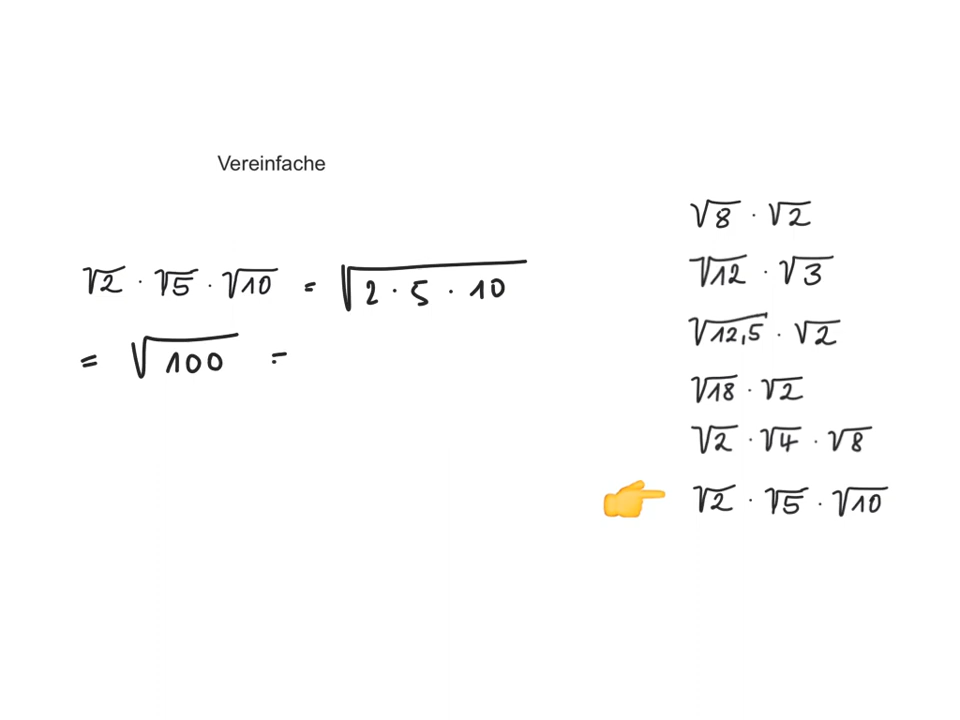 Vereinfache
√2 · √5 · √10 = √2 · 5 · 10
= √100 =
√8 · √2
√12 · √3
√12,5 · √2
√18 · √2
√2 · √4 · √8
√2 · √5 · √10